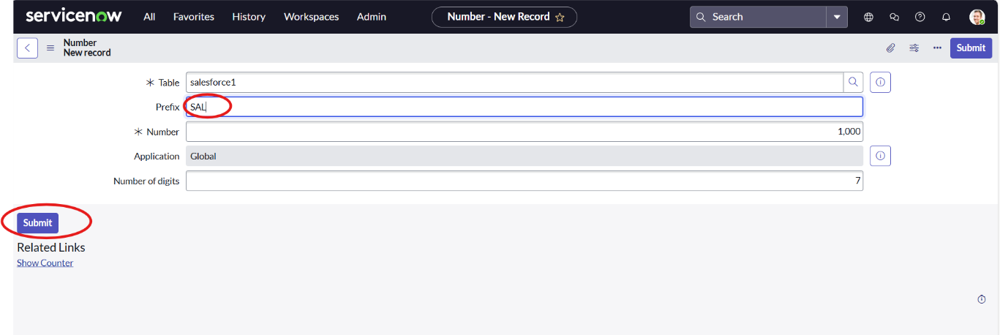 servicenow All Favorites History Workspaces Admin Number - New Record Search
Number
New record
Submit
Table salesforce1
Prefix SAL
Number 1,000
Application Global
Number of digits 7
Submit
Related Links
Show Counter